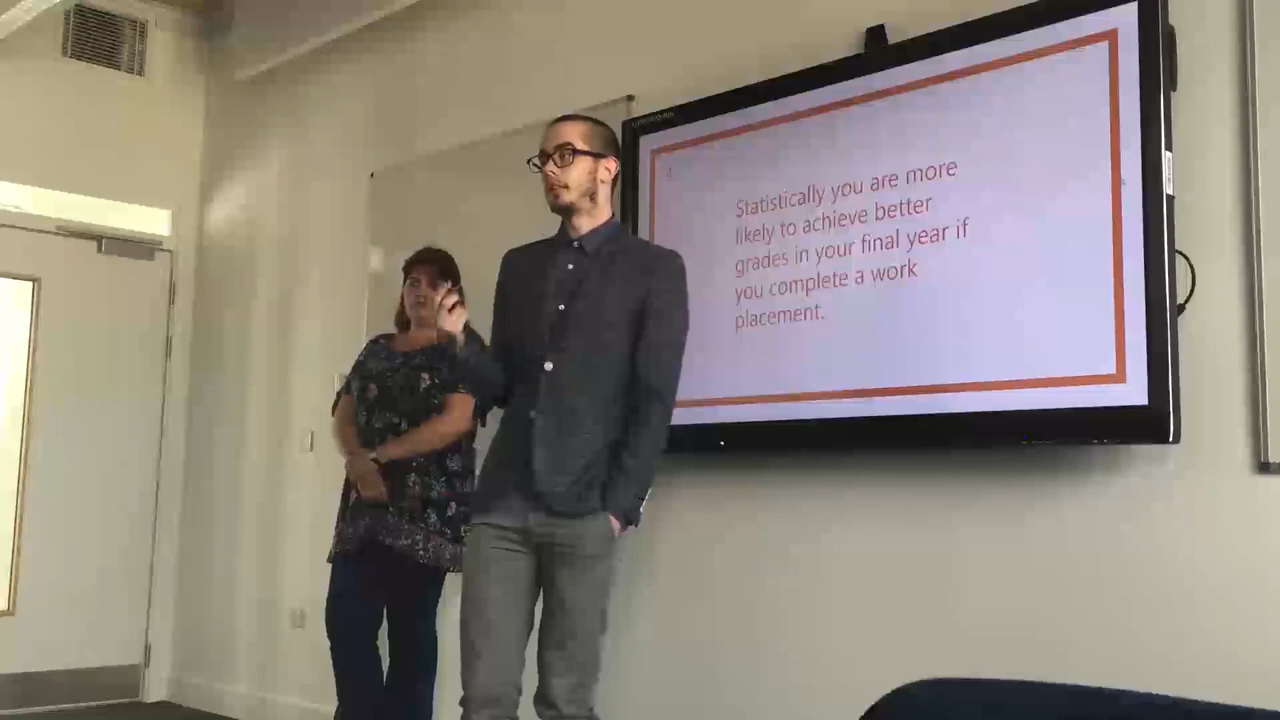 Statistically you are more
likely to achieve better
grades in your final year if
you complete a work
placement.